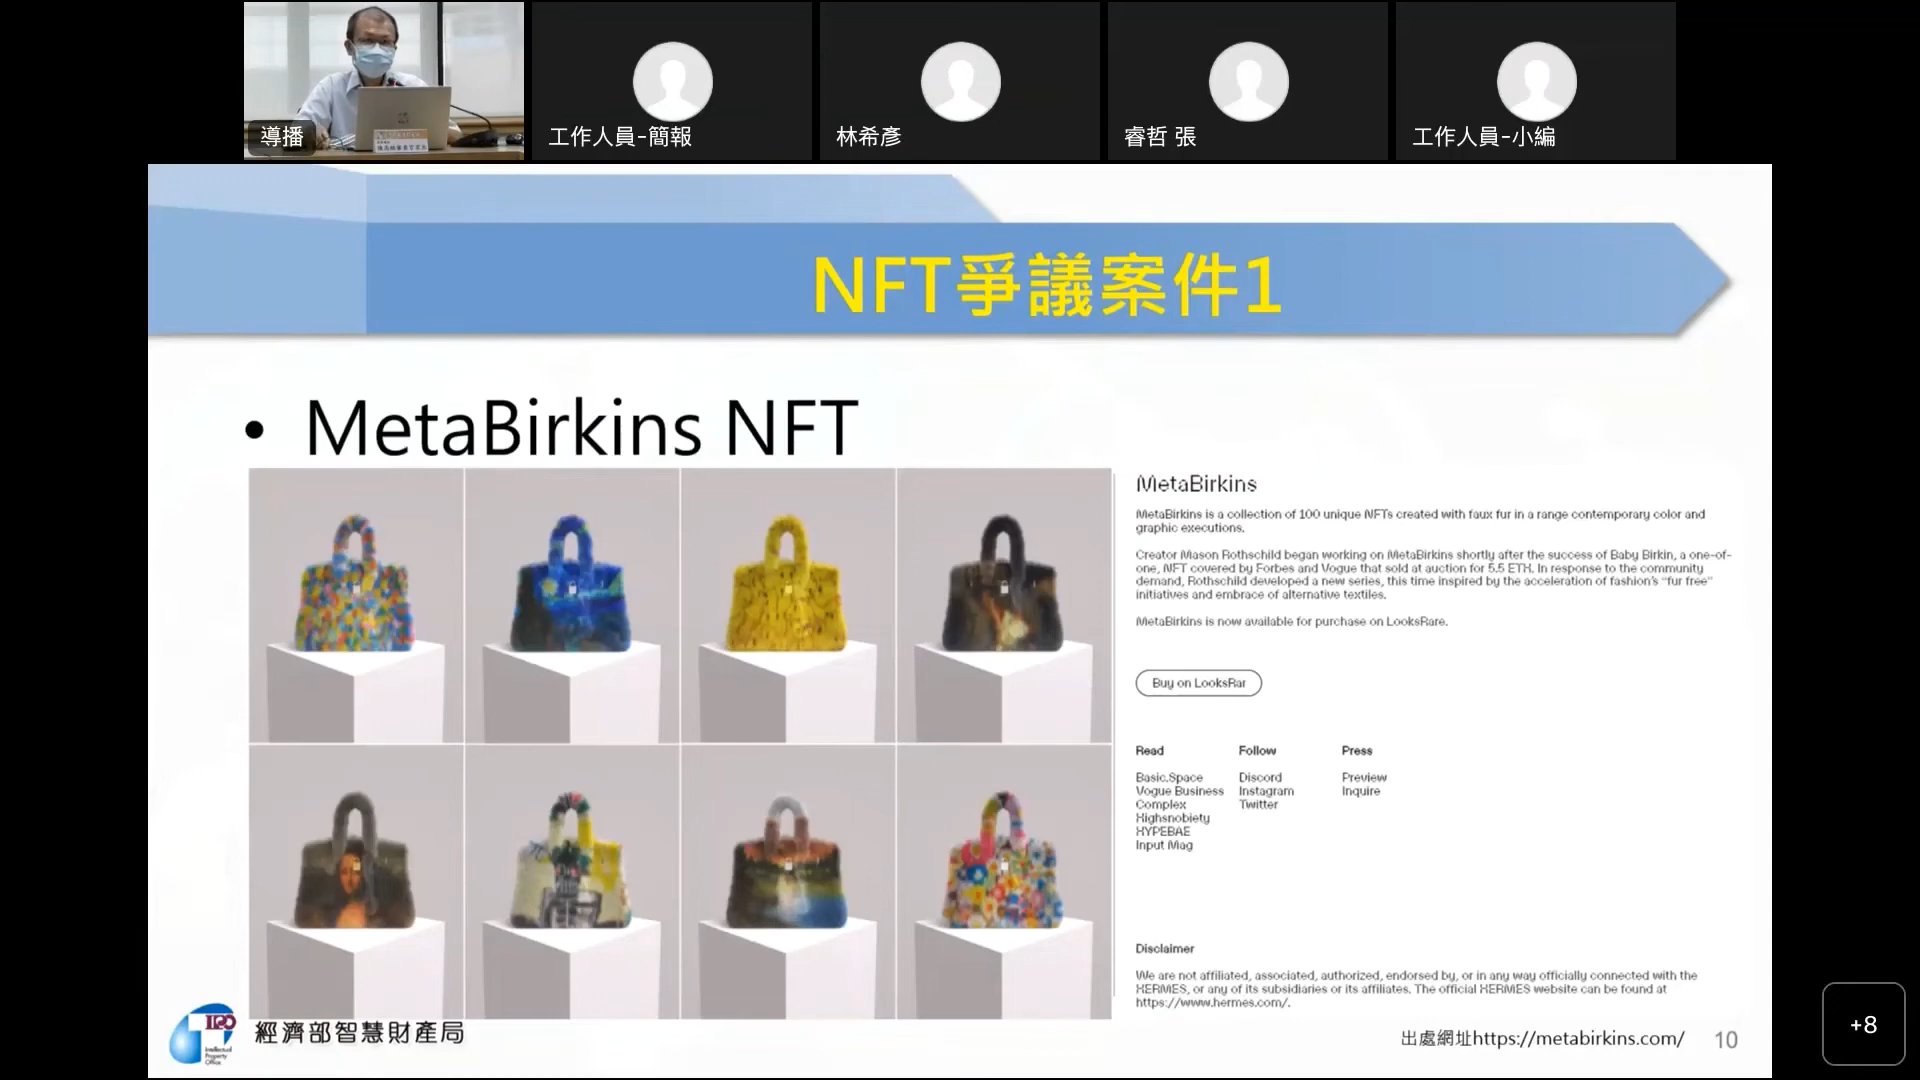 導播
工作人員-簡報
林希彥
睿哲 張
工作人員-小編
NFT爭議案件1
• MetaBirkins NFT
MetaBirkins
MetaBirkins is a collection of 100 unique NFTs created with faux fur in a range contemporary color and
graphic executions.
Creator Mason Rothschild began working on MetaBirkins shortly after the success of Baby Birkin, a one-of-
one, NFT covered by Forbes and Vogue that sold at auction for 5.5 ETH. In response to the community
demand, Rothschild developed a new series, this time inspired by the acceleration of fashion's "fur free"
initiatives and embrace of alternative textiles.
MetaBirkins is now available for purchase on LooksRare.
Buy on LooksRar
Read Follow Press
Basic.Space Discord Preview
Vogue Business Instagram Inquire
Complex Twitter
Highsnobiety
HYPEBAE
Input Mag
Disclaimer
We are not affiliated, associated, authorized, endorsed by, or in any way officially connected with the
HERMES, or any of its subsidiaries or its affiliates. The official HERMES website can be found at
https://www.hermes.com/.
IPO
Intellectual
Property
Office
經濟部智慧財產局
出處網址https://metabirkins.com/
10
+8